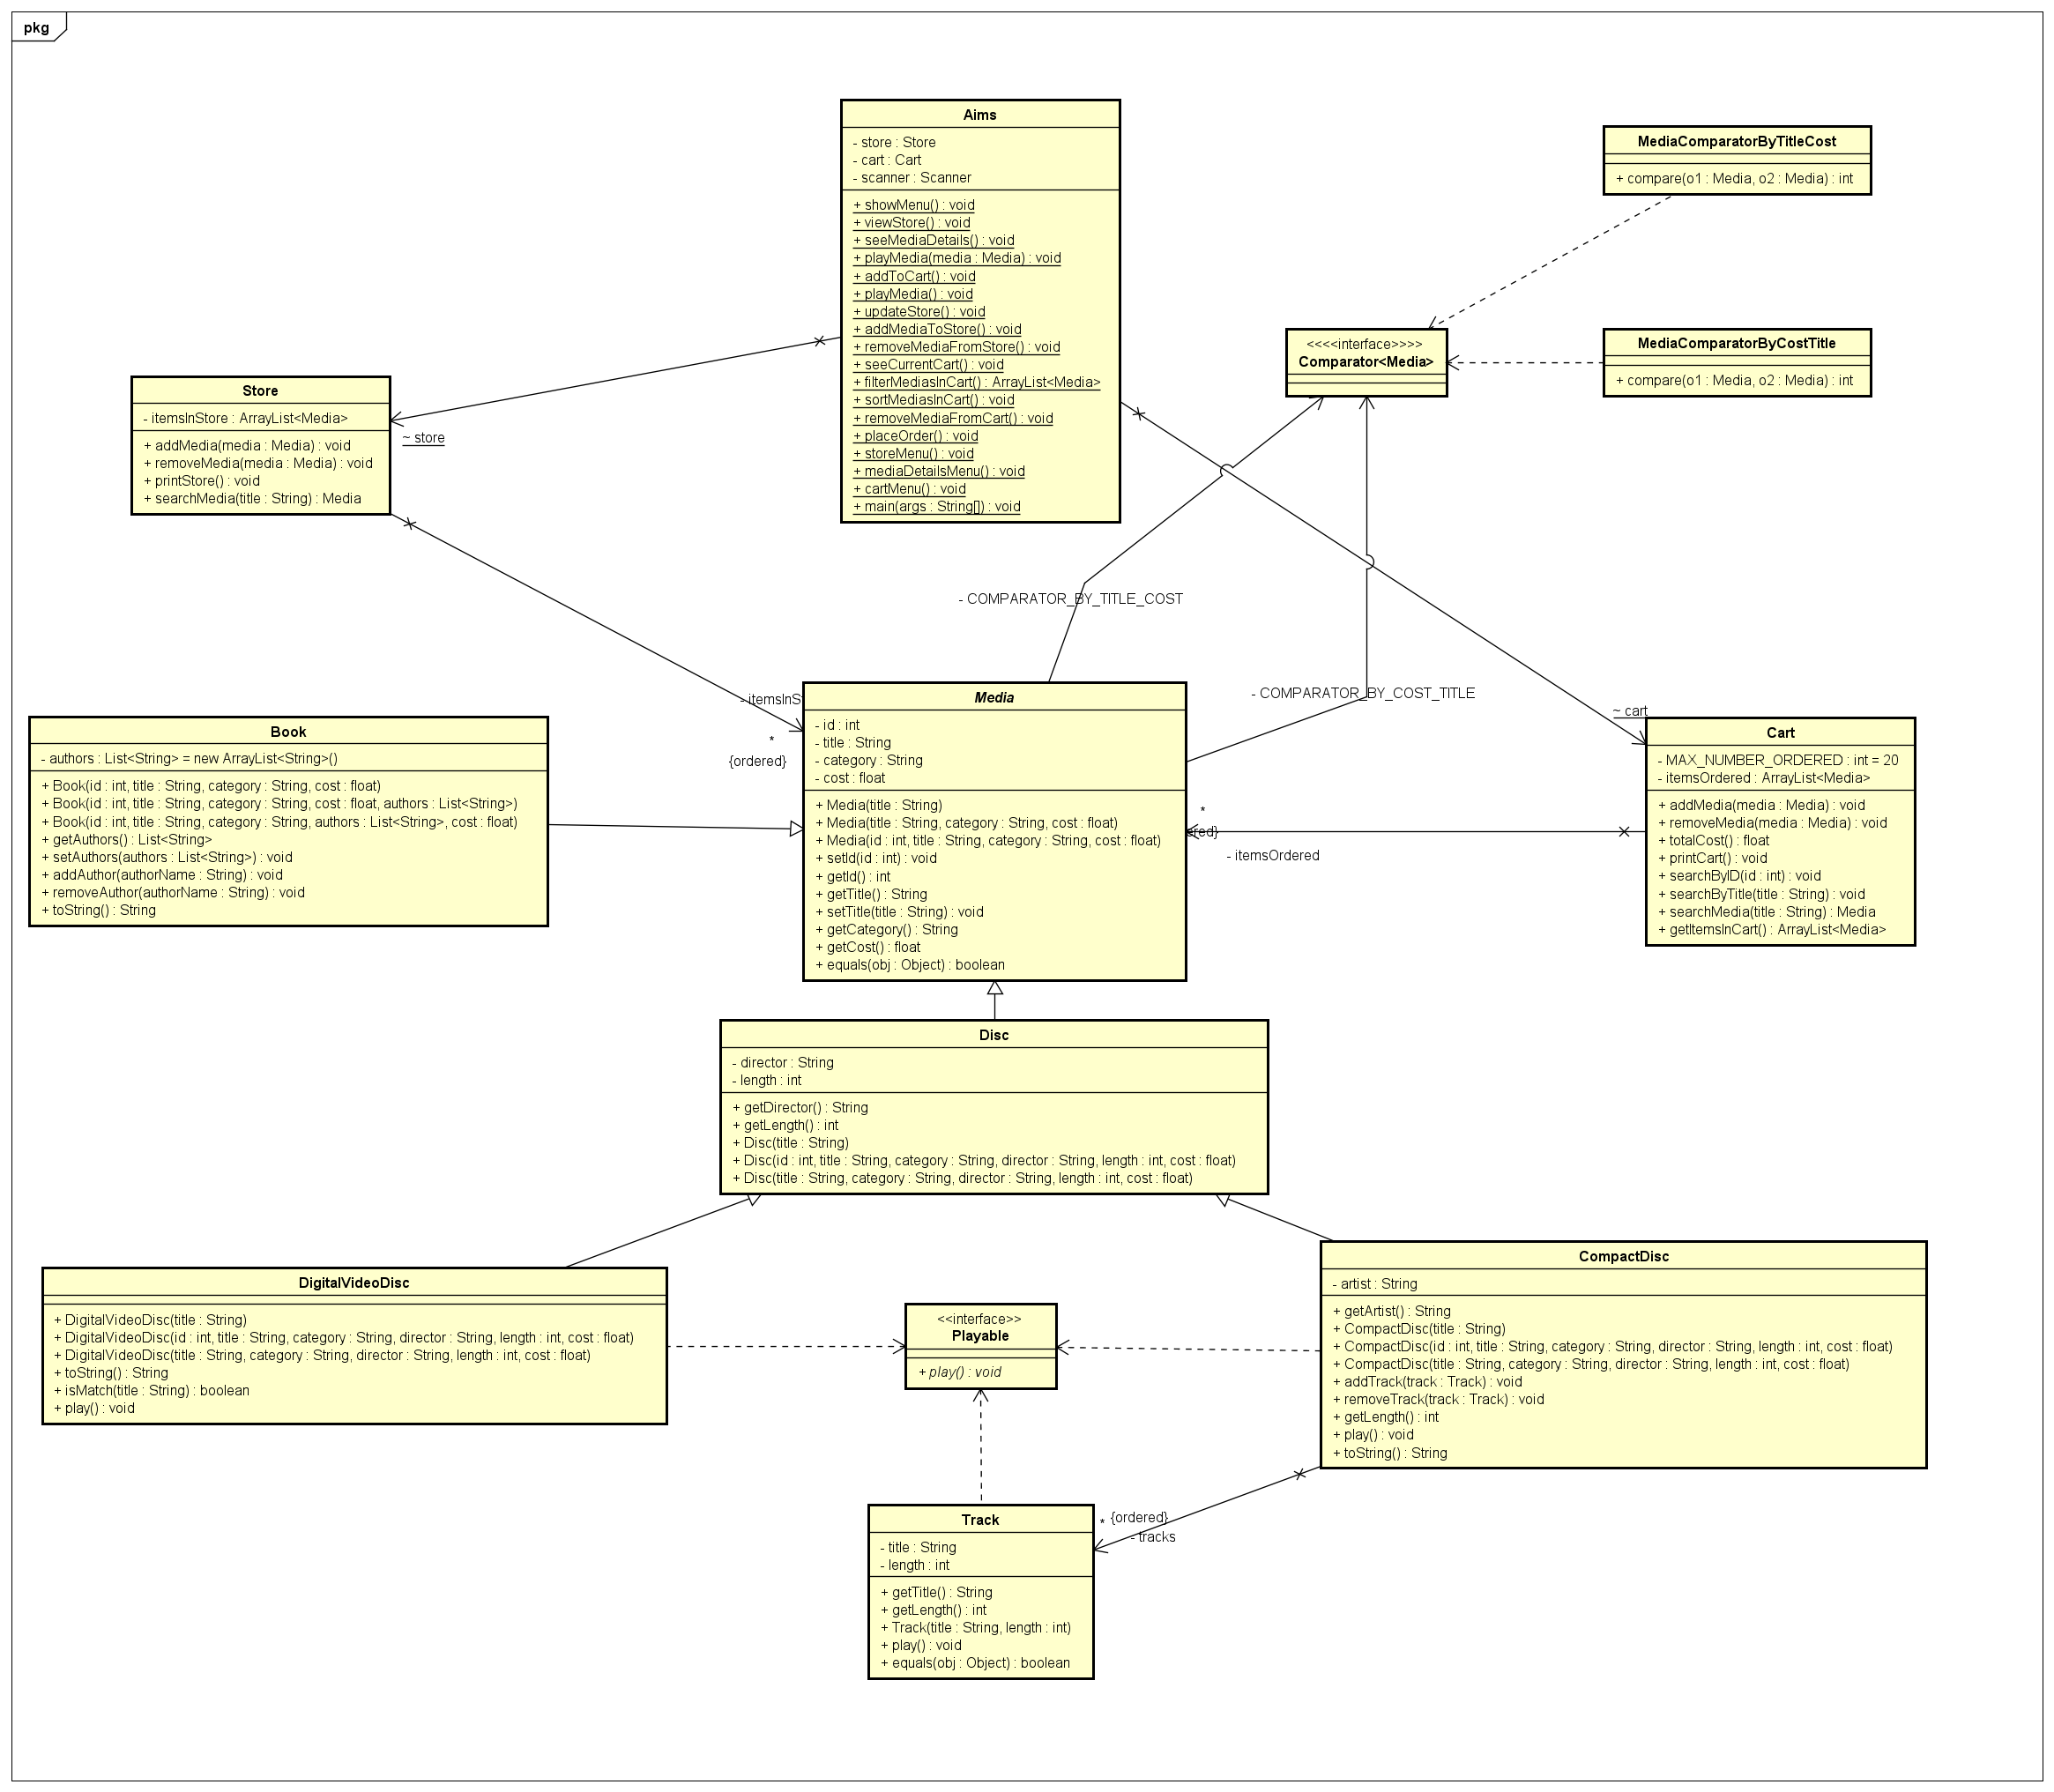 pkg
Aims
- store : Store
- cart : Cart
- scanner : Scanner
+ showMenu() : void
+ viewStore() : void
+ seeMediaDetails() : void
+ playMedia(media : Media) : void
+ addToCart() : void
+ playMedia() : void
+ updateStore() : void
+ addMediaToStore() : void
+ removeMediaFromStore() : void
+ seeCurrentCart() : void
+ filterMediasInCart() : ArrayList<Media>
+ sortMediasInCart() : void
+ removeMediaFromCart() : void
+ placeOrder() : void
+ storeMenu() : void
+ mediaDetailsMenu() : void
+ cartMenu() : void
+ main(args : String[]) : void
MediaComparatorByTitleCost
+ compare(o1 : Media, o2 : Media) : int
<<<<interface>>>>
Comparator<Media>
MediaComparatorByCostTitle
+ compare(o1 : Media, o2 : Media) : int
Store
- itemsInStore : ArrayList<Media>
+ addMedia(media : Media) : void
+ removeMedia(media : Media) : void
+ printStore() : void
+ searchMedia(title : String) : Media
~ store
- COMPARATOR_BY_TITLE_COST
- COMPARATOR_BY_COST_TITLE
~ cart
- itemsInS
*
{ordered}
Book
- authors : List<String> = new ArrayList<String>()
+ Book(id : int, title : String, category : String, cost : float)
+ Book(id : int, title : String, category : String, cost : float, authors : List<String>)
+ Book(id : int, title : String, category : String, authors : List<String>, cost : float)
+ getAuthors() : List<String>
+ setAuthors(authors : List<String>) : void
+ addAuthor(authorName : String) : void
+ removeAuthor(authorName : String) : void
+ toString() : String
Media
- id : int
- title : String
- category : String
- cost : float
+ Media(title : String)
+ Media(title : String, category : String, cost : float)
+ Media(id : int, title : String, category : String, cost : float)
+ setId(id : int) : void
+ getId() : int
+ getTitle() : String
+ setTitle(title : String) : void
+ getCategory() : String
+ getCost() : float
+ equals(obj : Object) : boolean
*
ered}
- itemsOrdered
Cart
- MAX_NUMBER_ORDERED : int = 20
- itemsOrdered : ArrayList<Media>
+ addMedia(media : Media) : void
+ removeMedia(media : Media) : void
+ totalCost() : float
+ printCart() : void
+ searchByID(id : int) : void
+ searchByTitle(title : String) : void
+ searchMedia(title : String) : Media
+ getItemsInCart() : ArrayList<Media>
Disc
- director : String
- length : int
+ getDirector() : String
+ getLength() : int
+ Disc(title : String)
+ Disc(id : int, title : String, category : String, director : String, length : int, cost : float)
+ Disc(title : String, category : String, director : String, length : int, cost : float)
DigitalVideoDisc
+ DigitalVideoDisc(title : String)
+ DigitalVideoDisc(id : int, title : String, category : String, director : String, length : int, cost : float)
+ DigitalVideoDisc(title : String, category : String, director : String, length : int, cost : float)
+ toString() : String
+ isMatch(title : String) : boolean
+ play() : void
<<interface>>
Playable
+ play() : void
CompactDisc
- artist : String
+ getArtist() : String
+ CompactDisc(title : String)
+ CompactDisc(id : int, title : String, category : String, director : String, length : int, cost : float)
+ CompactDisc(title : String, category : String, director : String, length : int, cost : float)
+ addTrack(track : Track) : void
+ removeTrack(track : Track) : void
+ getLength() : int
+ play() : void
+ toString() : String
* {ordered}
- tracks
Track
- title : String
- length : int
+ getTitle() : String
+ getLength() : int
+ Track(title : String, length : int)
+ play() : void
+ equals(obj : Object) : boolean